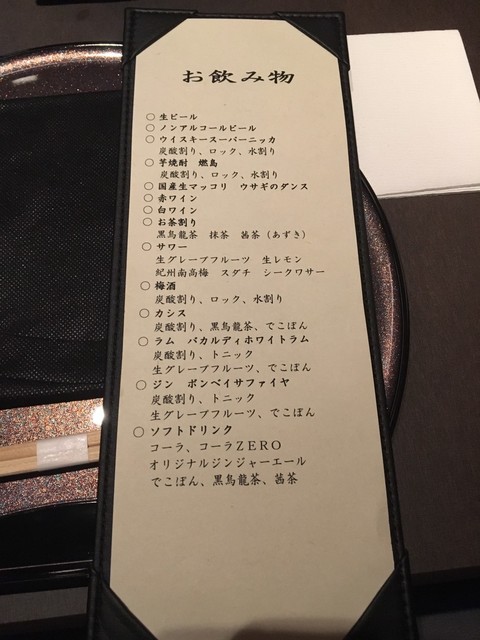 お飲み物
○ 生ビール
○ ノンアルコールビール
○ ウイスキースーパーニッカ
炭酸割り、ロック、水割り
○ 芋焼酎 燃島
炭酸割り、ロック、水割り
○ 国産生マッコリ ウサギのダンス
○ 赤ワイン
○ 白ワイン
○ お茶割り
黒烏龍茶 抹茶 茜茶（あずき）
○ サワー
生グレープフルーツ 生レモン
紀州南高梅 スダチ シークワサー
○ 梅酒
炭酸割り、ロック、水割り
○ カシス
炭酸割り、黒烏龍茶、でこぽん
○ ラム バカルディホワイトラム
炭酸割り、トニック
生グレープフルーツ、でこぽん
○ ジン ボンベイサファイヤ
炭酸割り、トニック
生グレープフルーツ、でこぽん
○ ソフトドリンク
コーラ、コーラZERO
オリジナルジンジャーエール
でこぽん、黒烏龍茶、茜茶